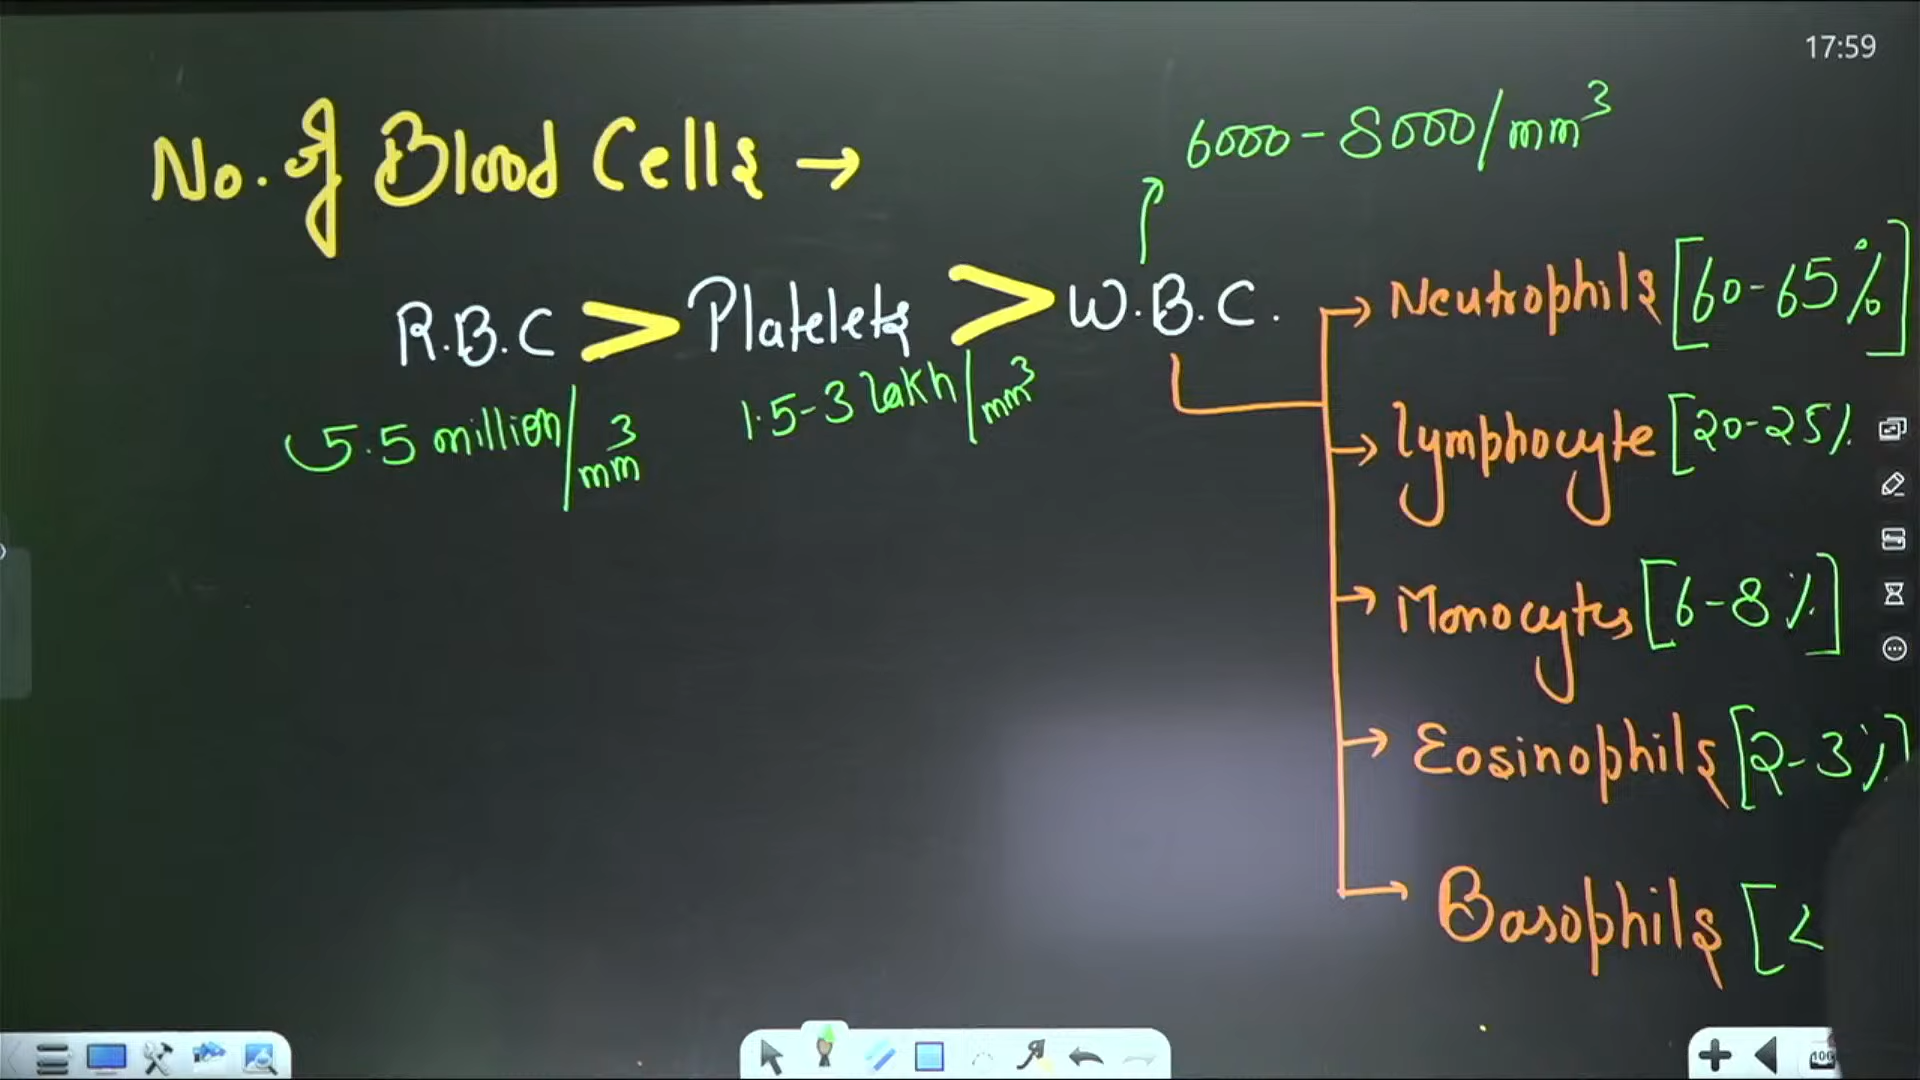 17:59
No. of Blood Cells →
6000-8000/mm³
R.B.C > Platelets > W.B.C.
5.5 million/mm³
1.5-3 lakh/mm³
→ Neutrophils [60-65%]
→ lymphocyte [20-25%
→ Monocytes [6-8%]
→ Eosinophils [2-3%]
→ Basophils [<
100